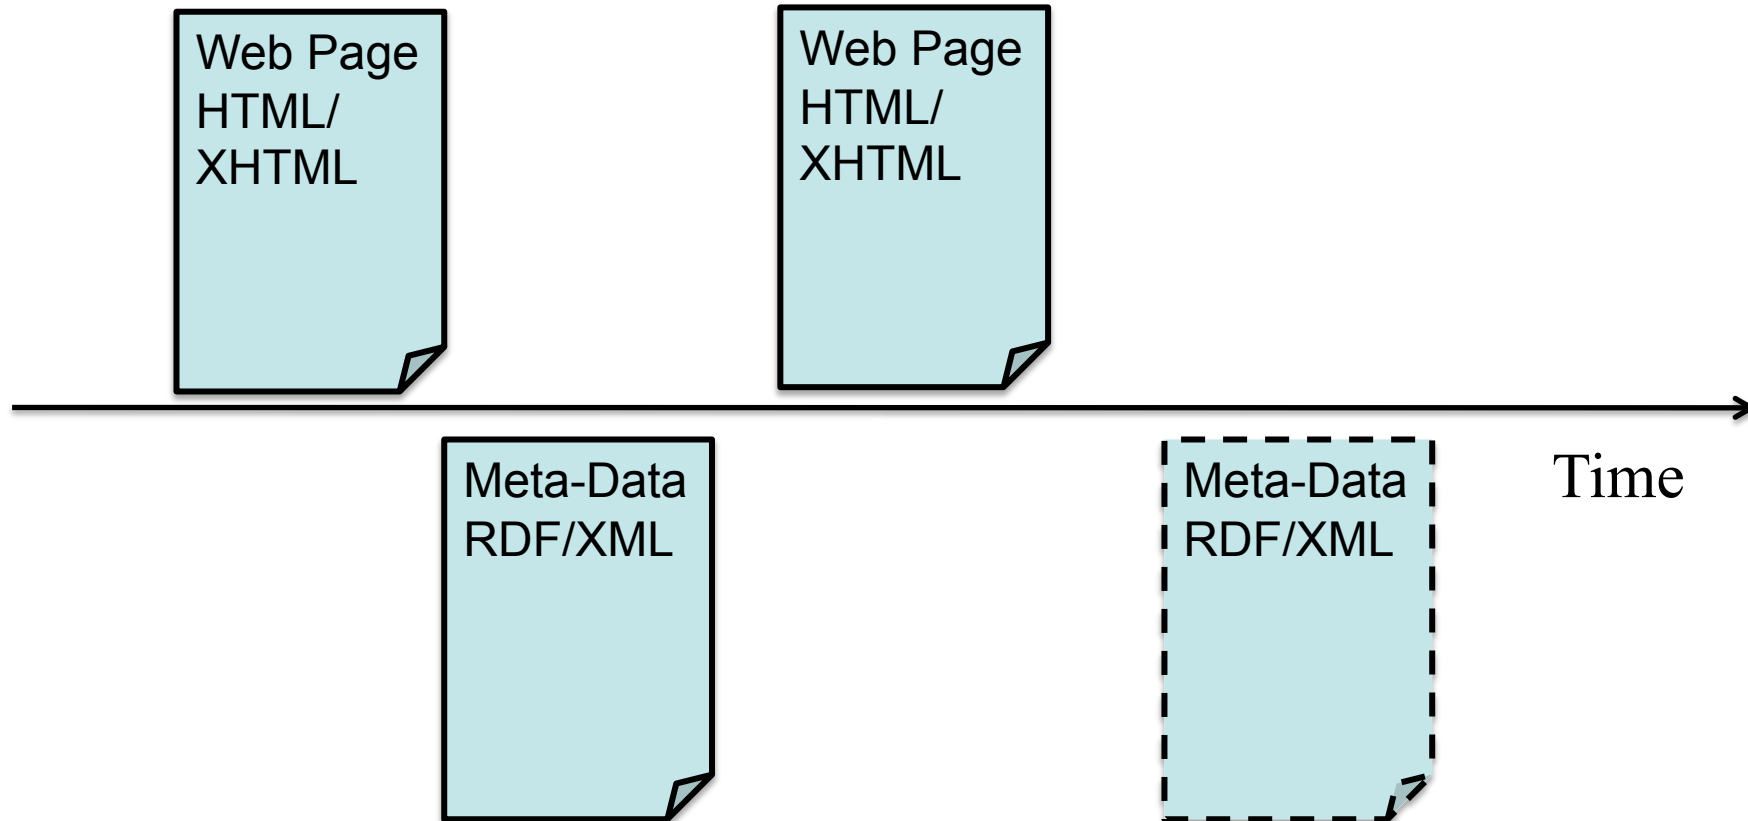 Web Page
HTML/
XHTML
Web Page
HTML/
XHTML
Meta-Data
RDF/XML
Meta-Data
RDF/XML
Time